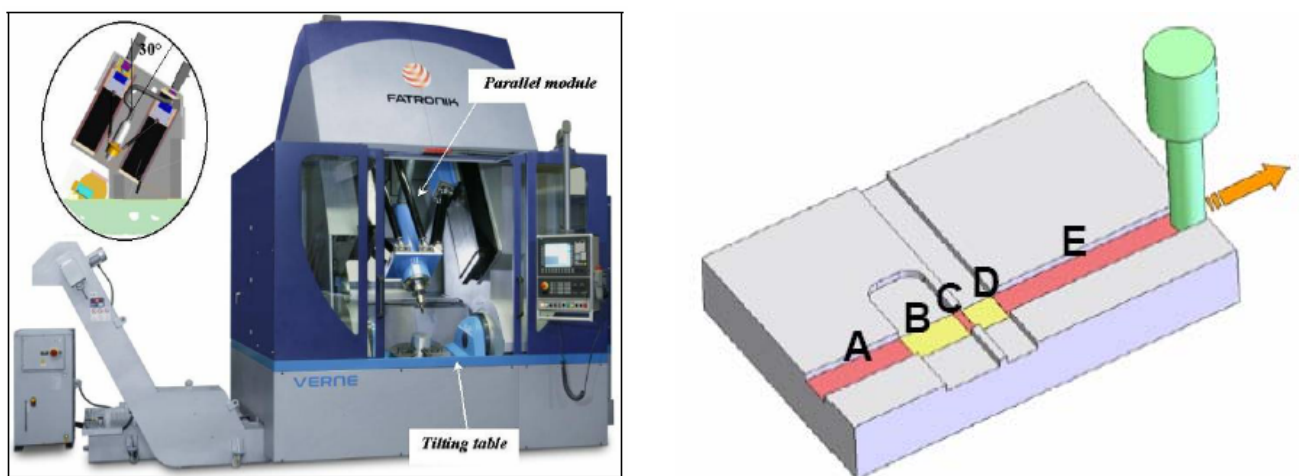 30°
Parallel module
FATRONIK
VERNE
Tilting table
A
B
C
D
E